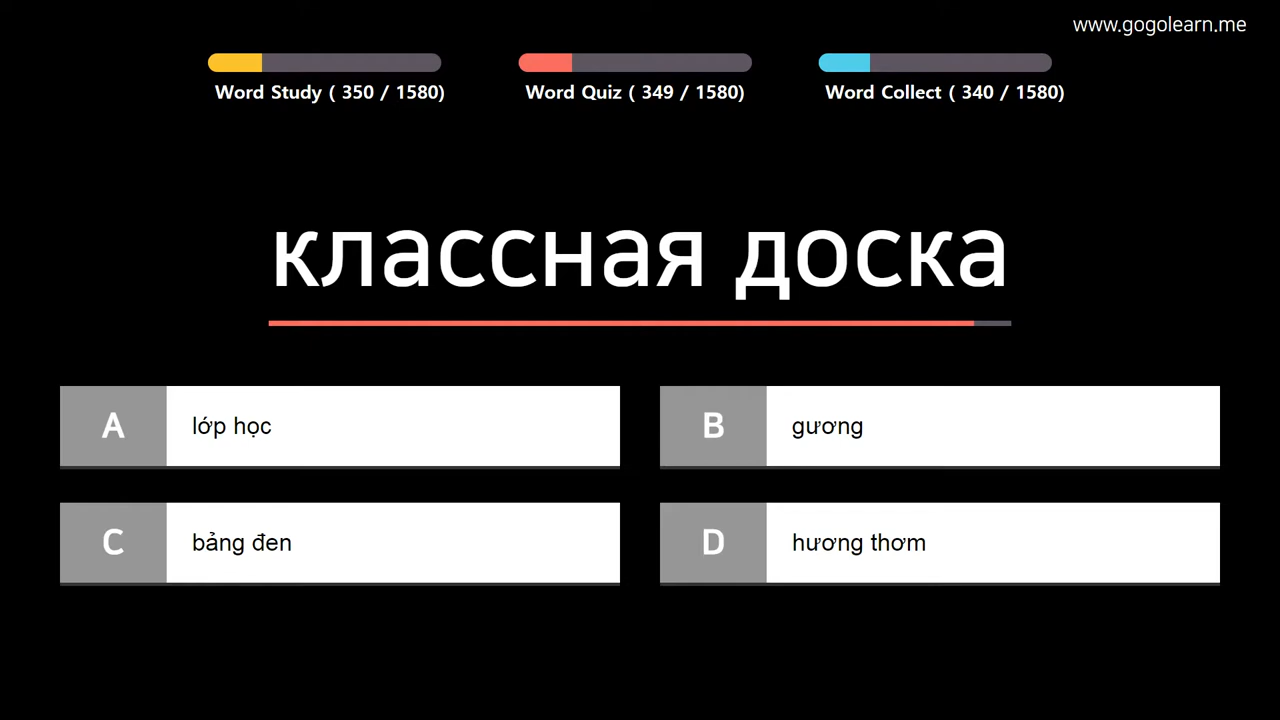 www.gogolearn.me
Word Study ( 350 / 1580)
Word Quiz ( 349 / 1580)
Word Collect ( 340 / 1580)
классная доска
A lớp học
B gương
C bảng đen
D hương thơm